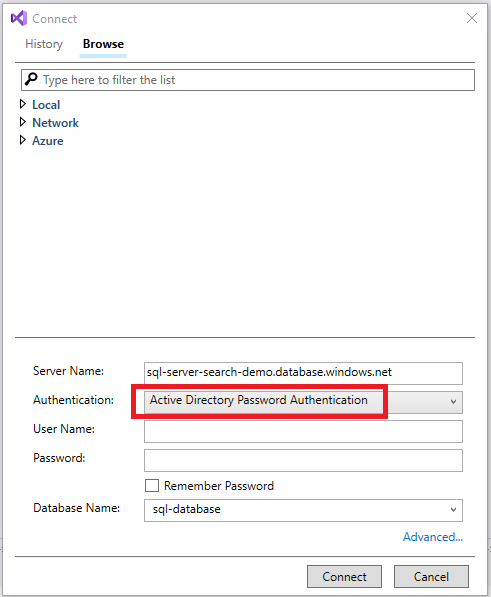 Connect
History Browse
Type here to filter the list
Local
Network
Azure
Server Name: sql-server-search-demo.database.windows.net
Authentication: Active Directory Password Authentication
User Name:
Password:
Remember Password
Database Name: sql-database
Advanced...
Connect Cancel